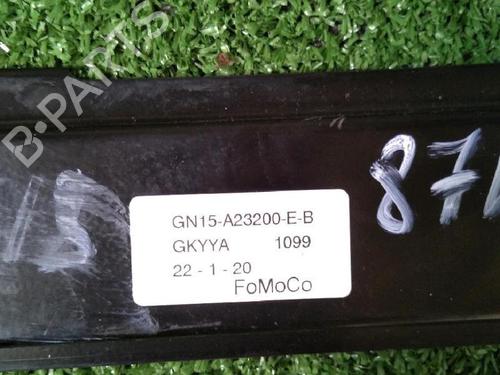 B-PARTS
GN15-A23200-E-B
GKYYA 1099
22 - 1 - 20
FoMoCo